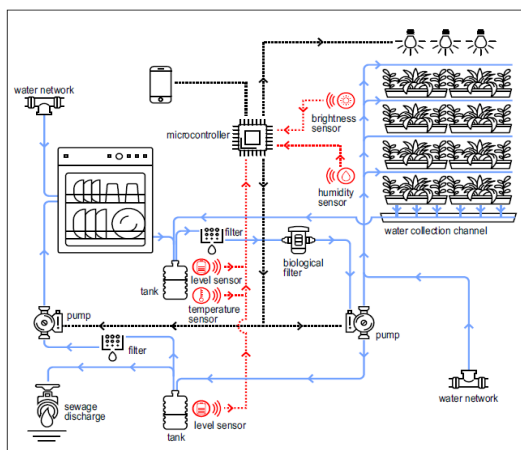 water network
microcontroller
brightness
sensor
humidity
sensor
water collection channel
filter
biological
filter
tank
level sensor
temperature
sensor
pump
pump
filter
sewage
discharge
tank
level sensor
water network